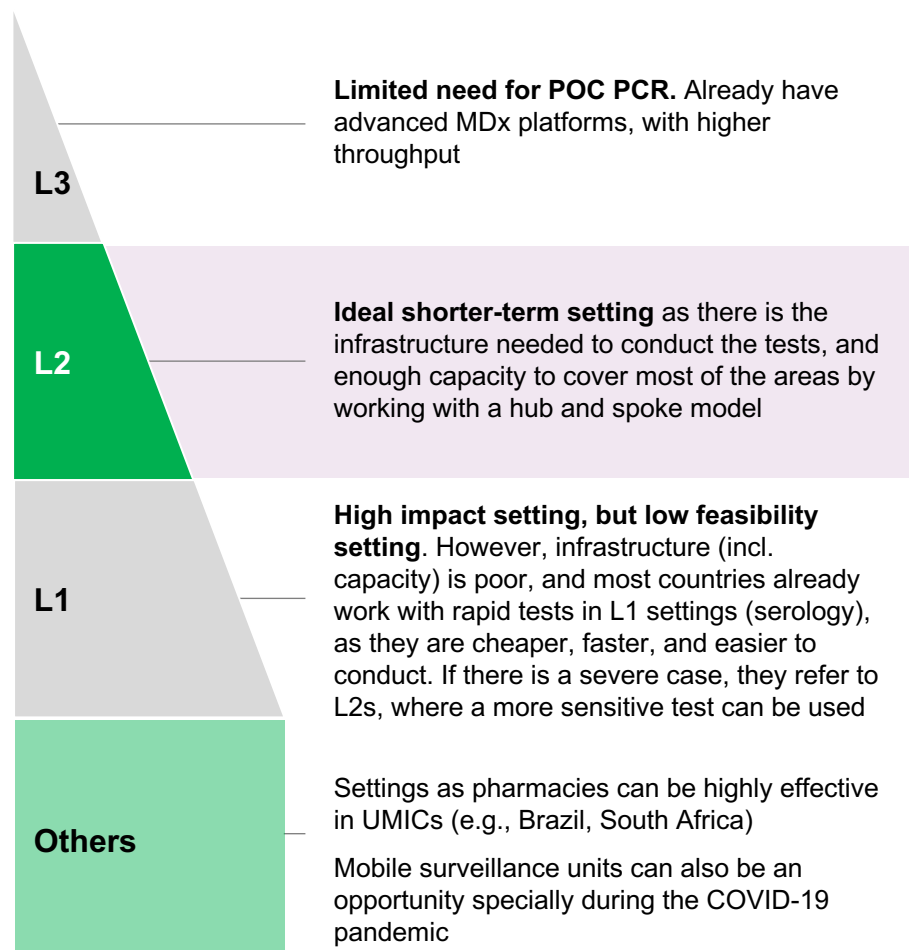 Limited need for POC PCR. Already have
advanced MDx platforms, with higher
throughput
L3
Ideal shorter-term setting as there is the
infrastructure needed to conduct the tests, and
enough capacity to cover most of the areas by
working with a hub and spoke model
L2
High impact setting, but low feasibility
setting. However, infrastructure (incl.
capacity) is poor, and most countries already
work with rapid tests in L1 settings (serology),
as they are cheaper, faster, and easier to
conduct. If there is a severe case, they refer to
L2s, where a more sensitive test can be used
L1
Settings as pharmacies can be highly effective
in UMICs (e.g., Brazil, South Africa)
Others
Mobile surveillance units can also be an
opportunity specially during the COVID-19
pandemic